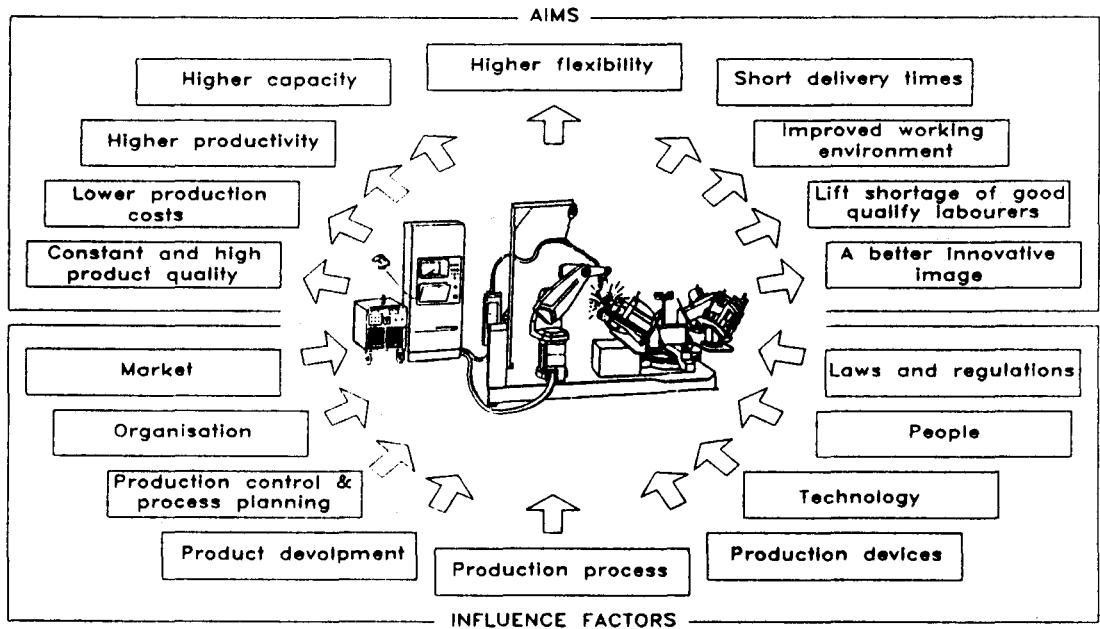 AIMS
Higher capacity
Higher flexibility
Short delivery times
Higher productivity
Improved working
environment
Lower production
costs
Lift shortage of good
qualify labourers
Constant and high
product quality
A better innovative
image
Market
Laws and regulations
Organisation
People
Production control &
process planning
Technology
Product devolpment
Production process
Production devices
INFLUENCE FACTORS